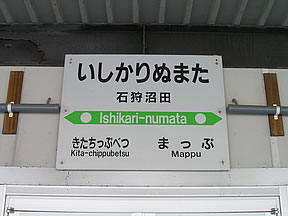 いしかりぬまた
石狩沼田
Ishikari-numata
きたちっぷべつ まっぷ
Kita-chippubetsu Mappu